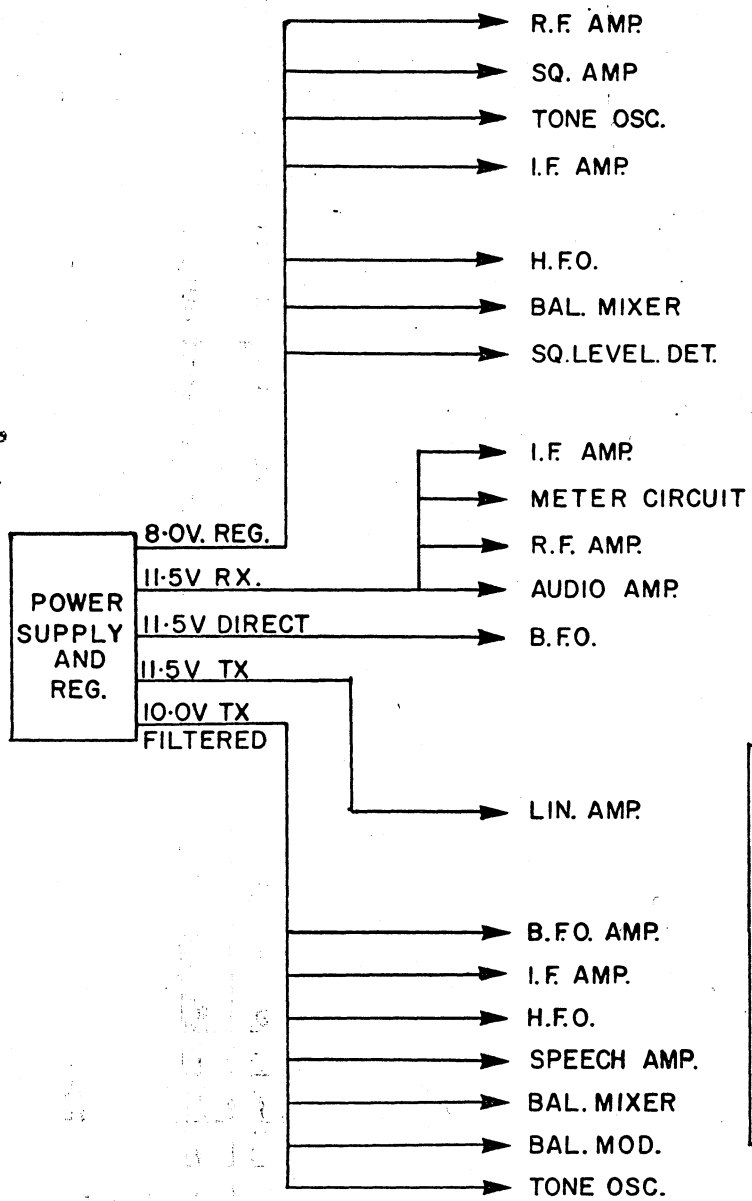 R.F. AMP.
SQ. AMP
TONE OSC.
I.F. AMP.
H.F.O.
BAL. MIXER
SQ.LEVEL.DET.
I.F. AMP.
METER CIRCUIT
R.F. AMP.
AUDIO AMP.
B.F.O.
LIN. AMP.
B.F.O. AMP.
I.F. AMP.
H.F.O.
SPEECH AMP.
BAL. MIXER
BAL. MOD.
TONE OSC.
8·0V. REG.
11·5V RX.
11·5V DIRECT
11·5V TX
10·0V TX
FILTERED
POWER
SUPPLY
AND
REG.